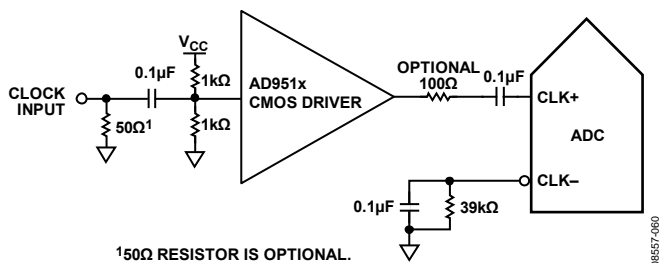 V_CC
0.1µF
1kΩ
CLOCK
INPUT
50Ω¹
1kΩ
AD951x
CMOS DRIVER
OPTIONAL
100Ω
0.1µF
CLK+
ADC
CLK–
0.1µF
39kΩ
¹50Ω RESISTOR IS OPTIONAL.
08557-060